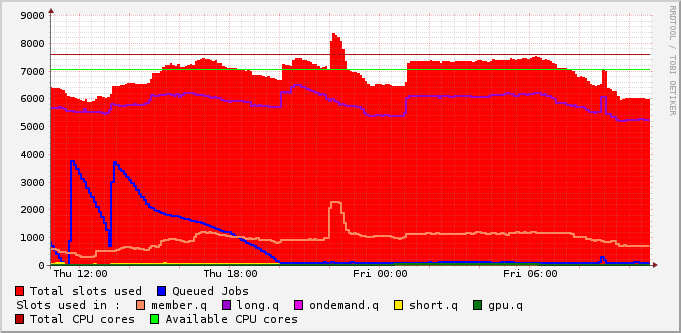 RRDTOOL / TOBI OETIKER
9000
8000
7000
6000
5000
4000
3000
2000
1000
0
Thu 12:00 Thu 18:00 Fri 00:00 Fri 06:00
Total slots used Queued Jobs
Slots used in : member.q long.q ondemand.q short.q gpu.q
Total CPU cores Available CPU cores